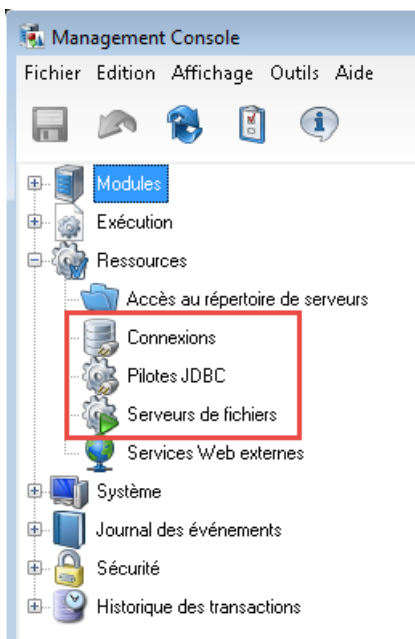 Management Console
Fichier Edition Affichage Outils Aide
Modules
Exécution
Ressources
Accès au répertoire de serveurs
Connexions
Pilotes JDBC
Serveurs de fichiers
Services Web externes
Système
Journal des événements
Sécurité
Historique des transactions